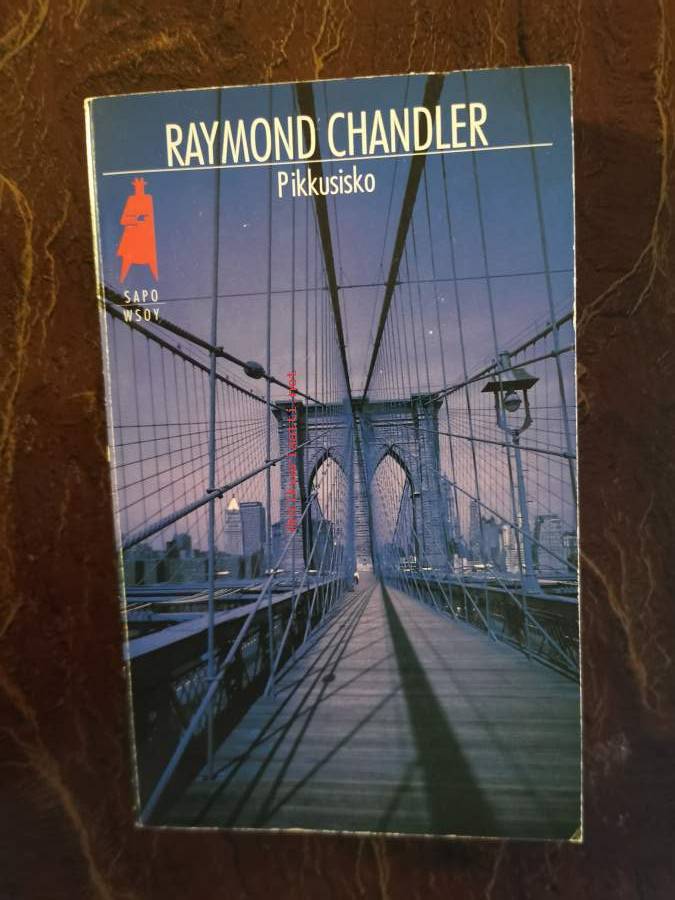 RAYMOND CHANDLER
Pikkusisko
SAPO
WSOY